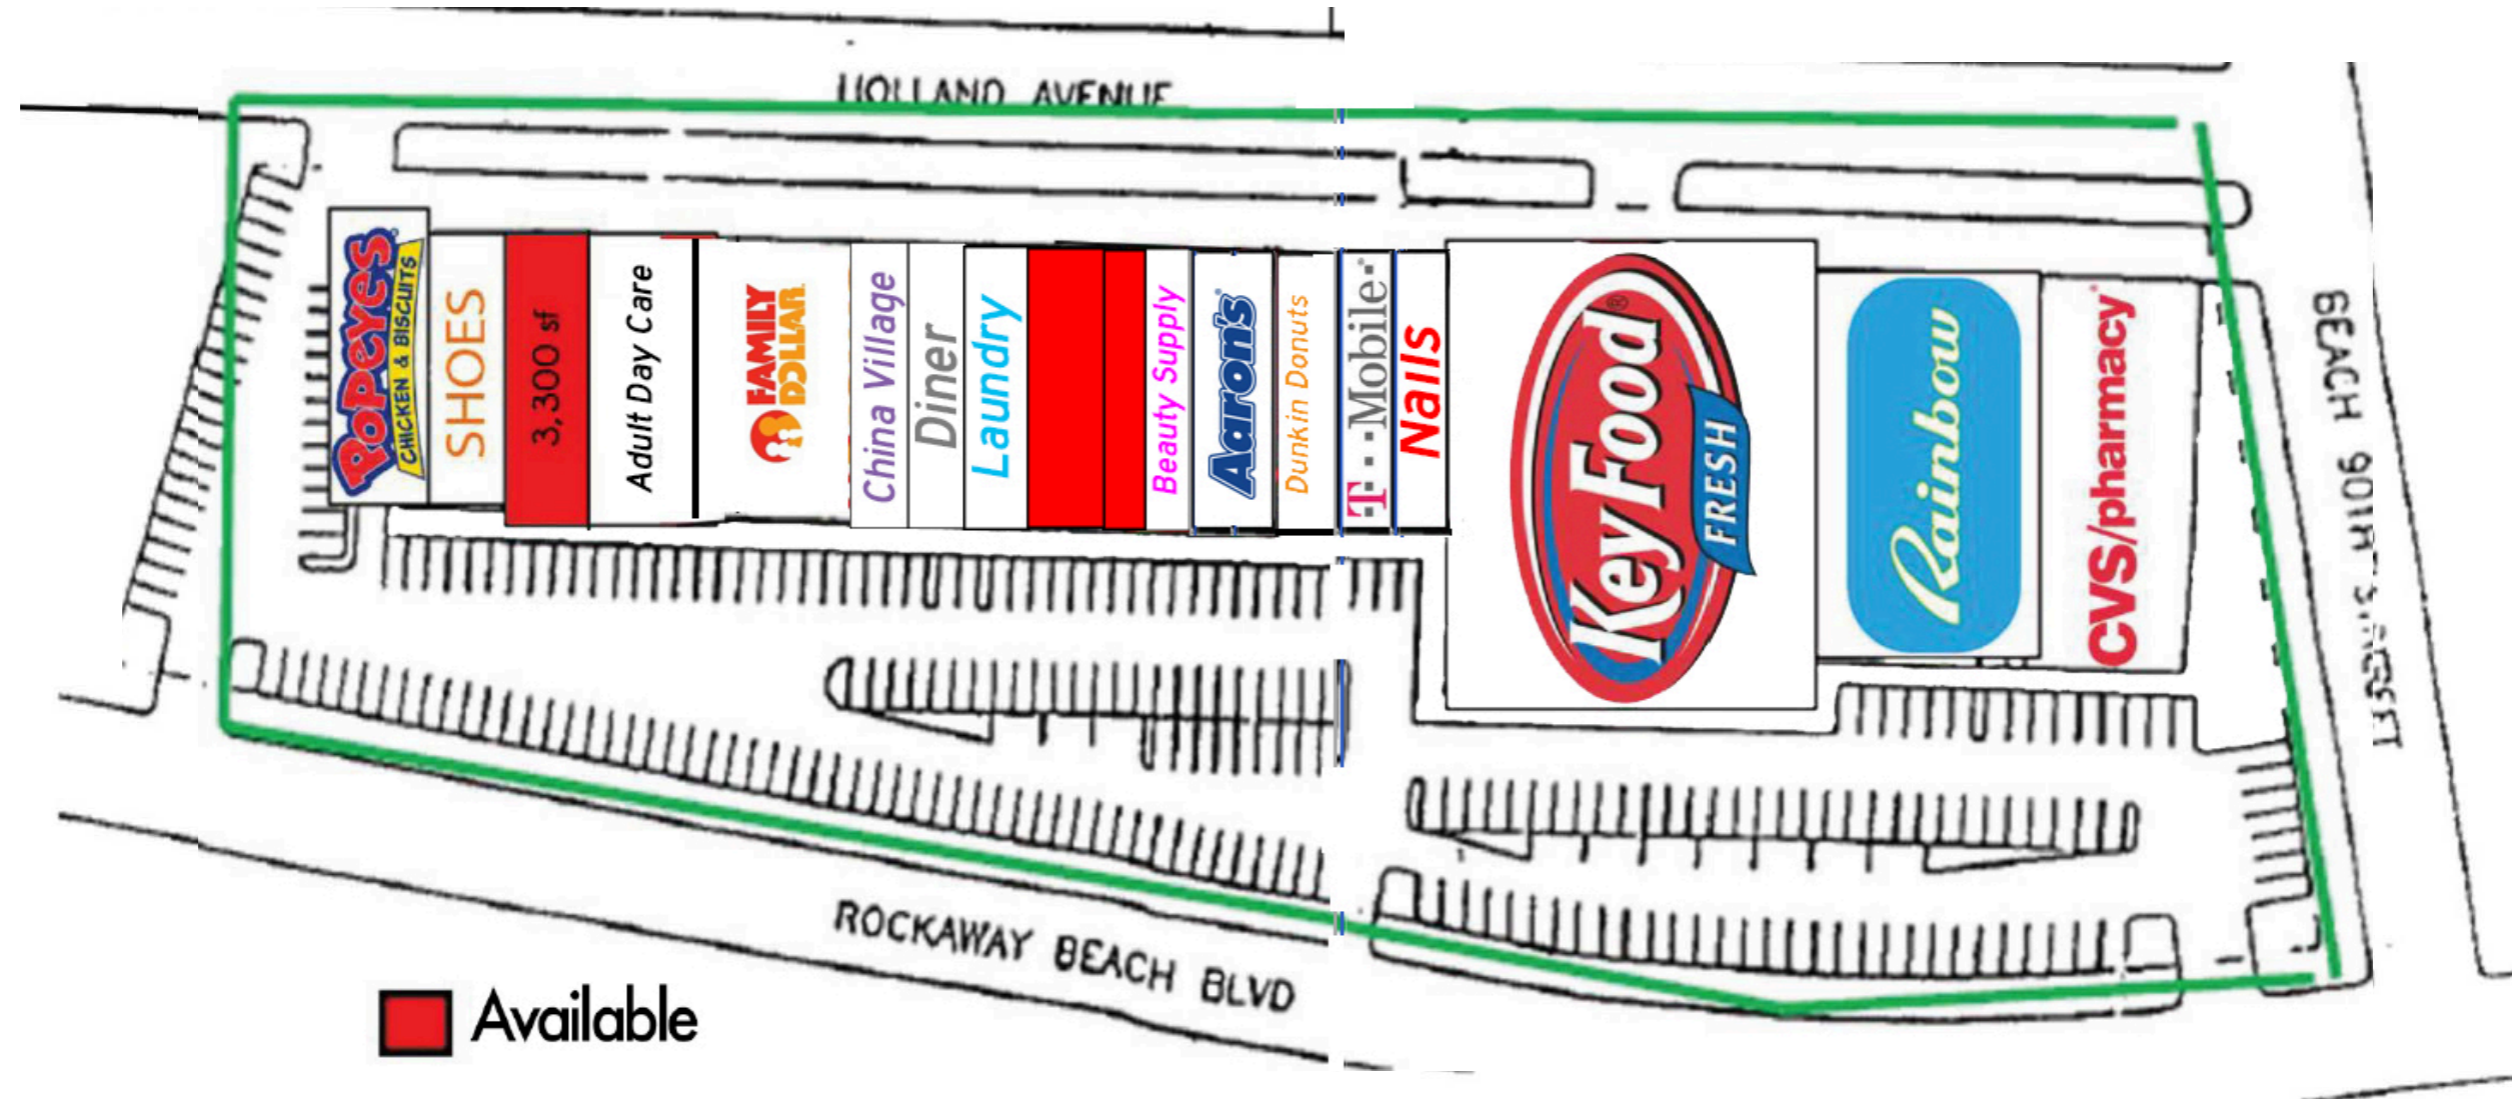 HOLLAND AVENUE
POPEYES
CHICKEN & BISCUITS
SHOES
3,300 sf
Adult Day Care
FAMILY
DOLLAR
China Village
Diner
Laundry
Beauty Supply
Aaron's
Dunkin Donuts
T··Mobile·
Nails
Key Food®
FRESH
Rainbow
CVS/pharmacy
BEACH 90TH STREET
ROCKAWAY BEACH BLVD
Available